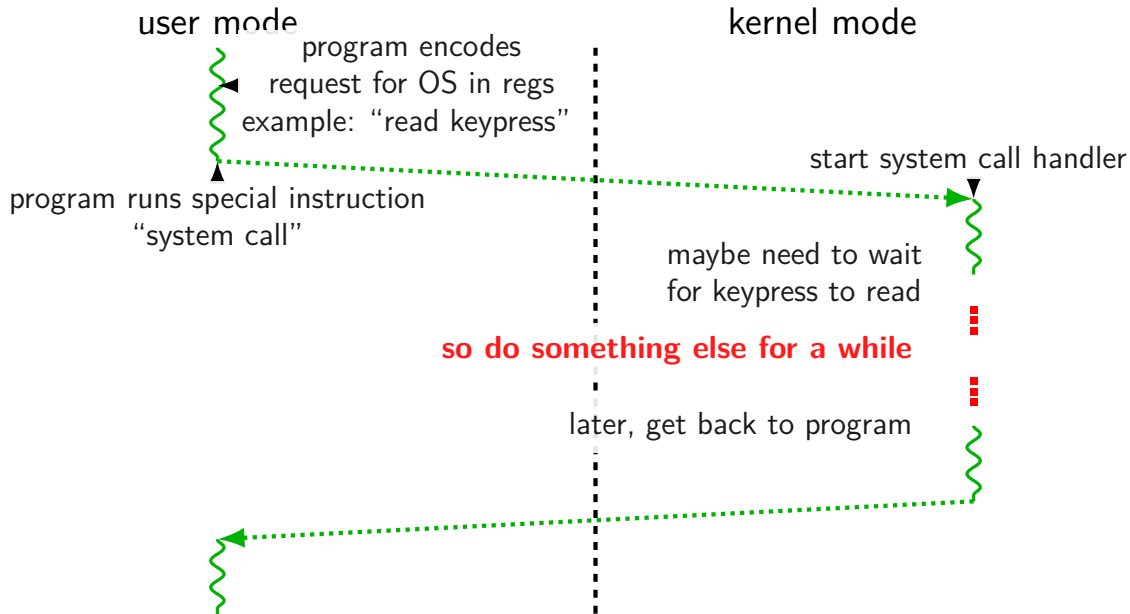 user mode
kernel mode
program encodes
request for OS in regs
example: “read keypress”
start system call handler
program runs special instruction
“system call”
maybe need to wait
for keypress to read
so do something else for a while
later, get back to program